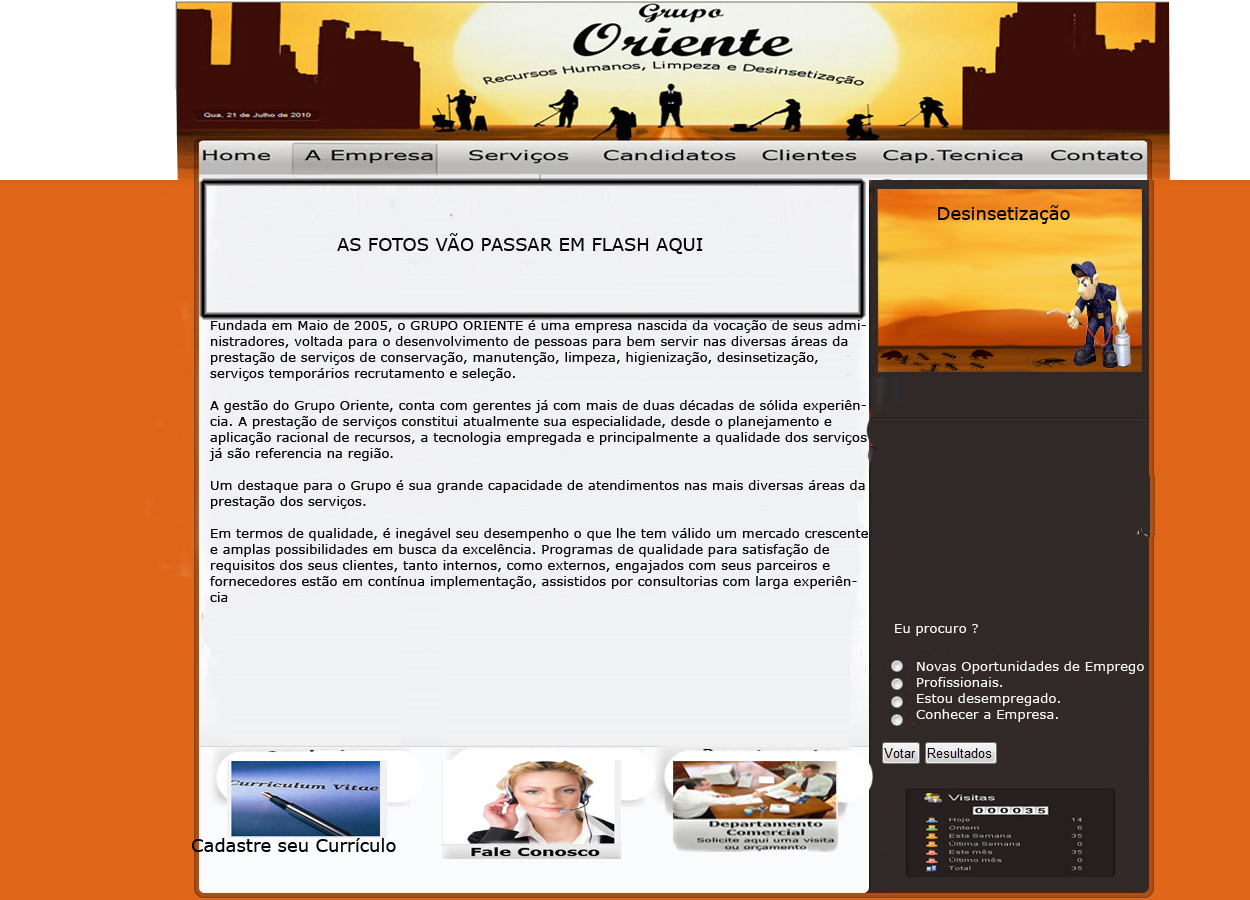 Grupo
Oriente
Recursos Humanos, Limpeza e Desinsetização
Qua, 21 de Julho de 2010
Home A Empresa Serviços Candidatos Clientes Cap.Tecnica Contato
AS FOTOS VÃO PASSAR EM FLASH AQUI
Desinsetização
Fundada em Maio de 2005, o GRUPO ORIENTE é uma empresa nascida da vocação de seus admi-
nistradores, voltada para o desenvolvimento de pessoas para bem servir nas diversas áreas da
prestação de serviços de conservação, manutenção, limpeza, higienização, desinsetização,
serviços temporários recrutamento e seleção.
A gestão do Grupo Oriente, conta com gerentes já com mais de duas décadas de sólida experiên-
cia. A prestação de serviços constitui atualmente sua especialidade, desde o planejamento e
aplicação racional de recursos, a tecnologia empregada e principalmente a qualidade dos serviços
já são referencia na região.
Um destaque para o Grupo é sua grande capacidade de atendimentos nas mais diversas áreas da
prestação dos serviços.
Em termos de qualidade, é inegável seu desempenho o que lhe tem válido um mercado crescente
e amplas possibilidades em busca da excelência. Programas de qualidade para satisfação de
requisitos dos seus clientes, tanto internos, como externos, engajados com seus parceiros e
fornecedores estão em contínua implementação, assistidos por consultorias com larga experiên-
cia
Eu procuro ?
Novas Oportunidades de Emprego
Profissionais.
Estou desempregado.
Conhecer a Empresa.
Votar Resultados
Curriculum Vitae
Cadastre seu Currículo
Fale Conosco
Departamento
Comercial
Solicite aqui uma visita
ou orçamento
Visitas
000035
Hoje 14
Ontem 6
Esta Semana 35
Última Semana 0
Este mês 35
Último mês 0
Total 35